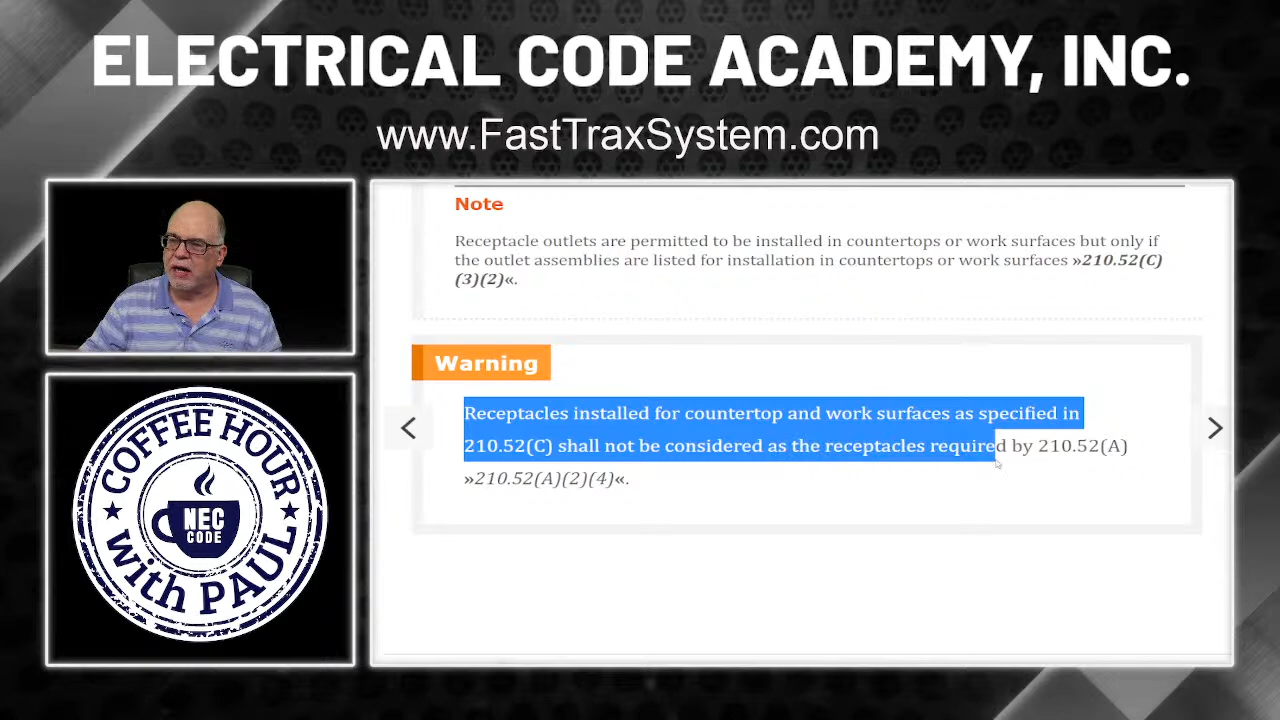 ELECTRICAL CODE ACADEMY, INC.
www.FastTraxSystem.com
Note
Receptacle outlets are permitted to be installed in countertops or work surfaces but only if
the outlet assemblies are listed for installation in countertops or work surfaces »210.52(C)
(3)(2)«.
Warning
Receptacles installed for countertop and work surfaces as specified in
210.52(C) shall not be considered as the receptacles required by 210.52(A)
»210.52(A)(2)(4)«.
COFFEE HOUR
NEC
CODE
with PAUL